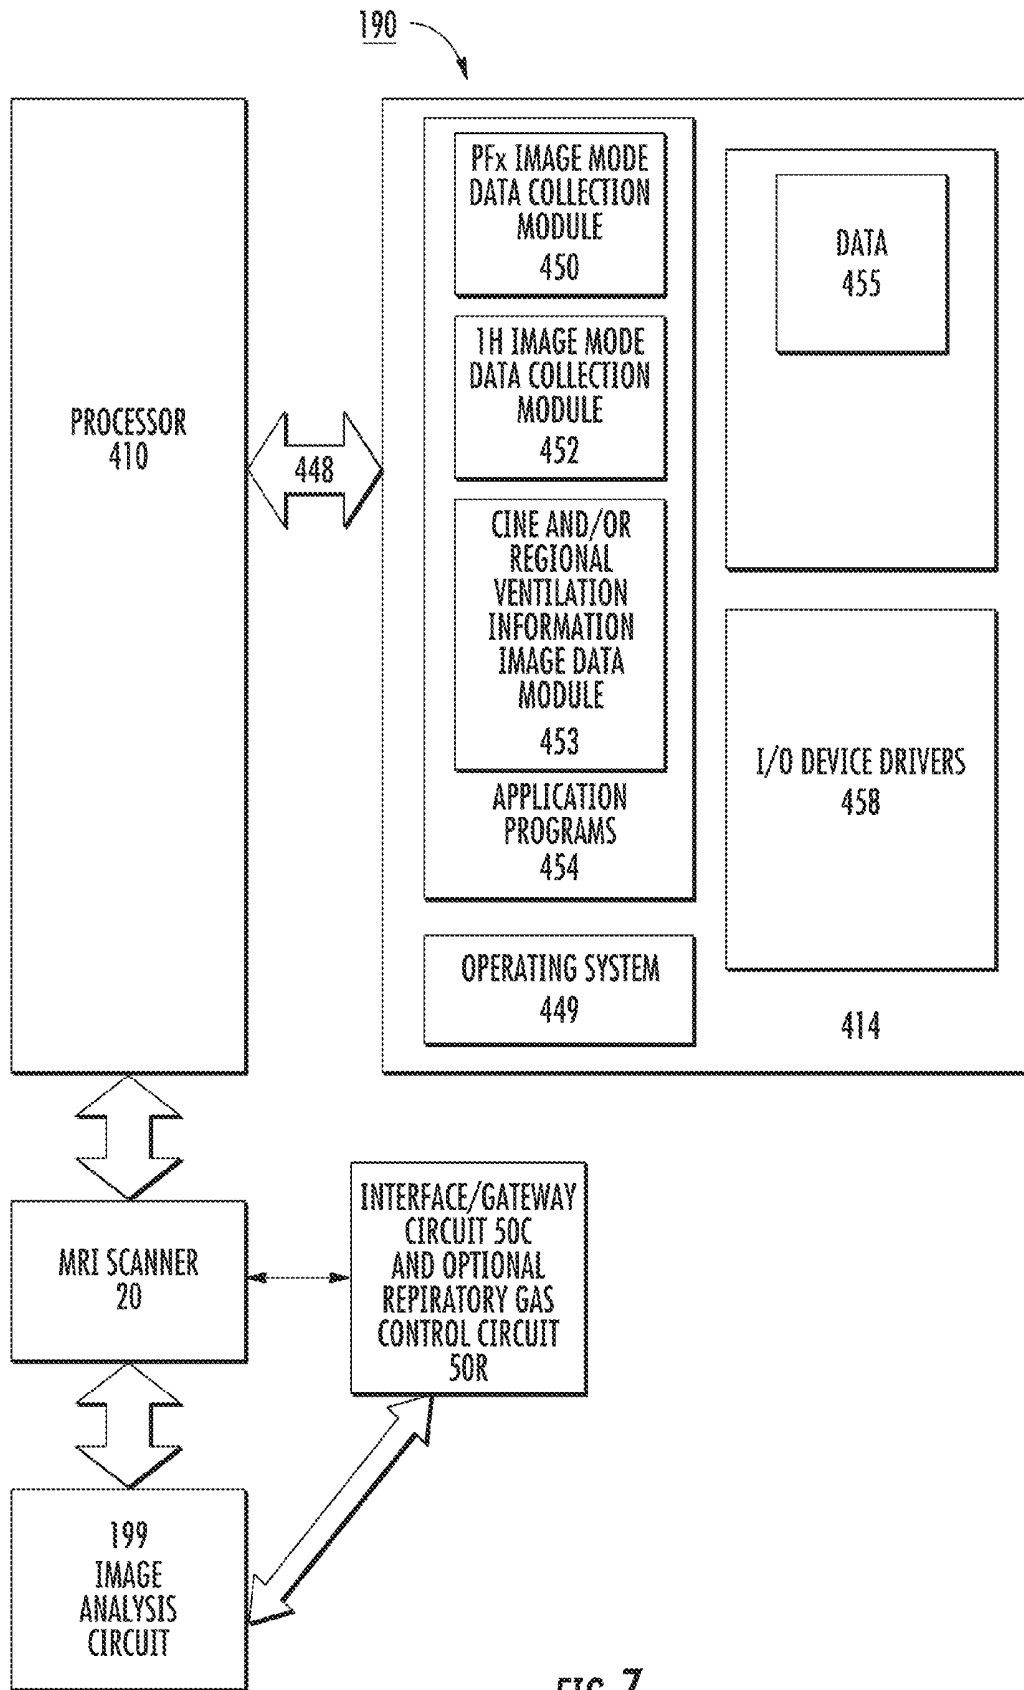 190
PROCESSOR
410
448
PFx IMAGE MODE
DATA COLLECTION
MODULE
450
1H IMAGE MODE
DATA COLLECTION
MODULE
452
CINE AND/OR
REGIONAL
VENTILATION
INFORMATION
IMAGE DATA
MODULE
453
APPLICATION
PROGRAMS
454
OPERATING SYSTEM
449
DATA
455
I/O DEVICE DRIVERS
458
414
MRI SCANNER
20
INTERFACE/GATEWAY
CIRCUIT 50C
AND OPTIONAL
REPIRATORY GAS
CONTROL CIRCUIT
50R
199
IMAGE
ANALYSIS
CIRCUIT
FIG. 7